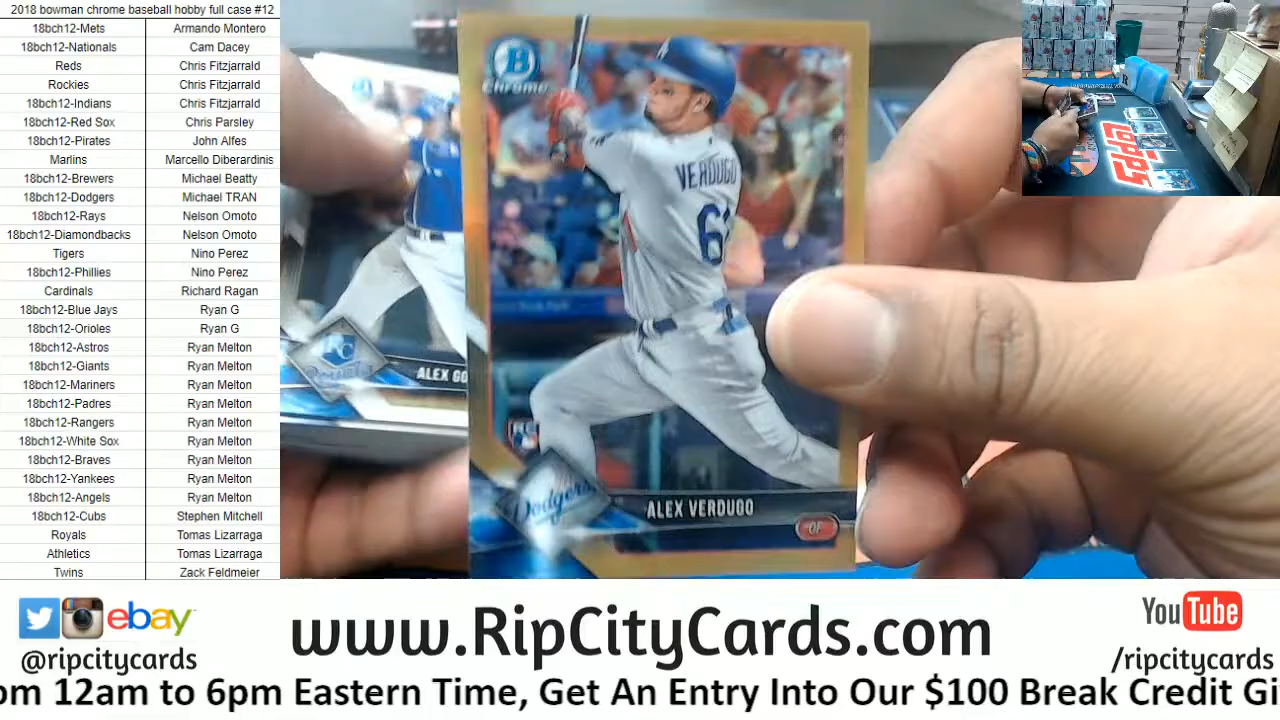 2018 bowman chrome baseball hobby full case #12
18bch12-Mets Armando Montero
18bch12-Nationals Cam Dacey
Reds Chris Fitzjarrald
Rockies Chris Fitzjarrald
18bch12-Indians Chris Fitzjarrald
18bch12-Red Sox Chris Parsley
18bch12-Pirates John Alfes
Marlins Marcello Diberardinis
18bch12-Brewers Michael Beatty
18bch12-Dodgers Michael TRAN
18bch12-Rays Nelson Omoto
18bch12-Diamondbacks Nelson Omoto
Tigers Nino Perez
18bch12-Phillies Nino Perez
Cardinals Richard Ragan
18bch12-Blue Jays Ryan G
18bch12-Orioles Ryan G
18bch12-Astros Ryan Melton
18bch12-Giants Ryan Melton
18bch12-Mariners Ryan Melton
18bch12-Padres Ryan Melton
18bch12-Rangers Ryan Melton
18bch12-White Sox Ryan Melton
18bch12-Braves Ryan Melton
18bch12-Yankees Ryan Melton
18bch12-Angels Ryan Melton
18bch12-Cubs Stephen Mitchell
Royals Tomas Lizarraga
Athletics Tomas Lizarraga
Twins Zack Feldmeier
B
Chrome
VERDUGO
RC
Dodgers
ALEX VERDUGO
OF
KC
ALEX GO
ebay
@ripcitycards
www.RipCityCards.com
YouTube
/ripcitycards
om 12am to 6pm Eastern Time, Get An Entry Into Our $100 Break Credit Gi